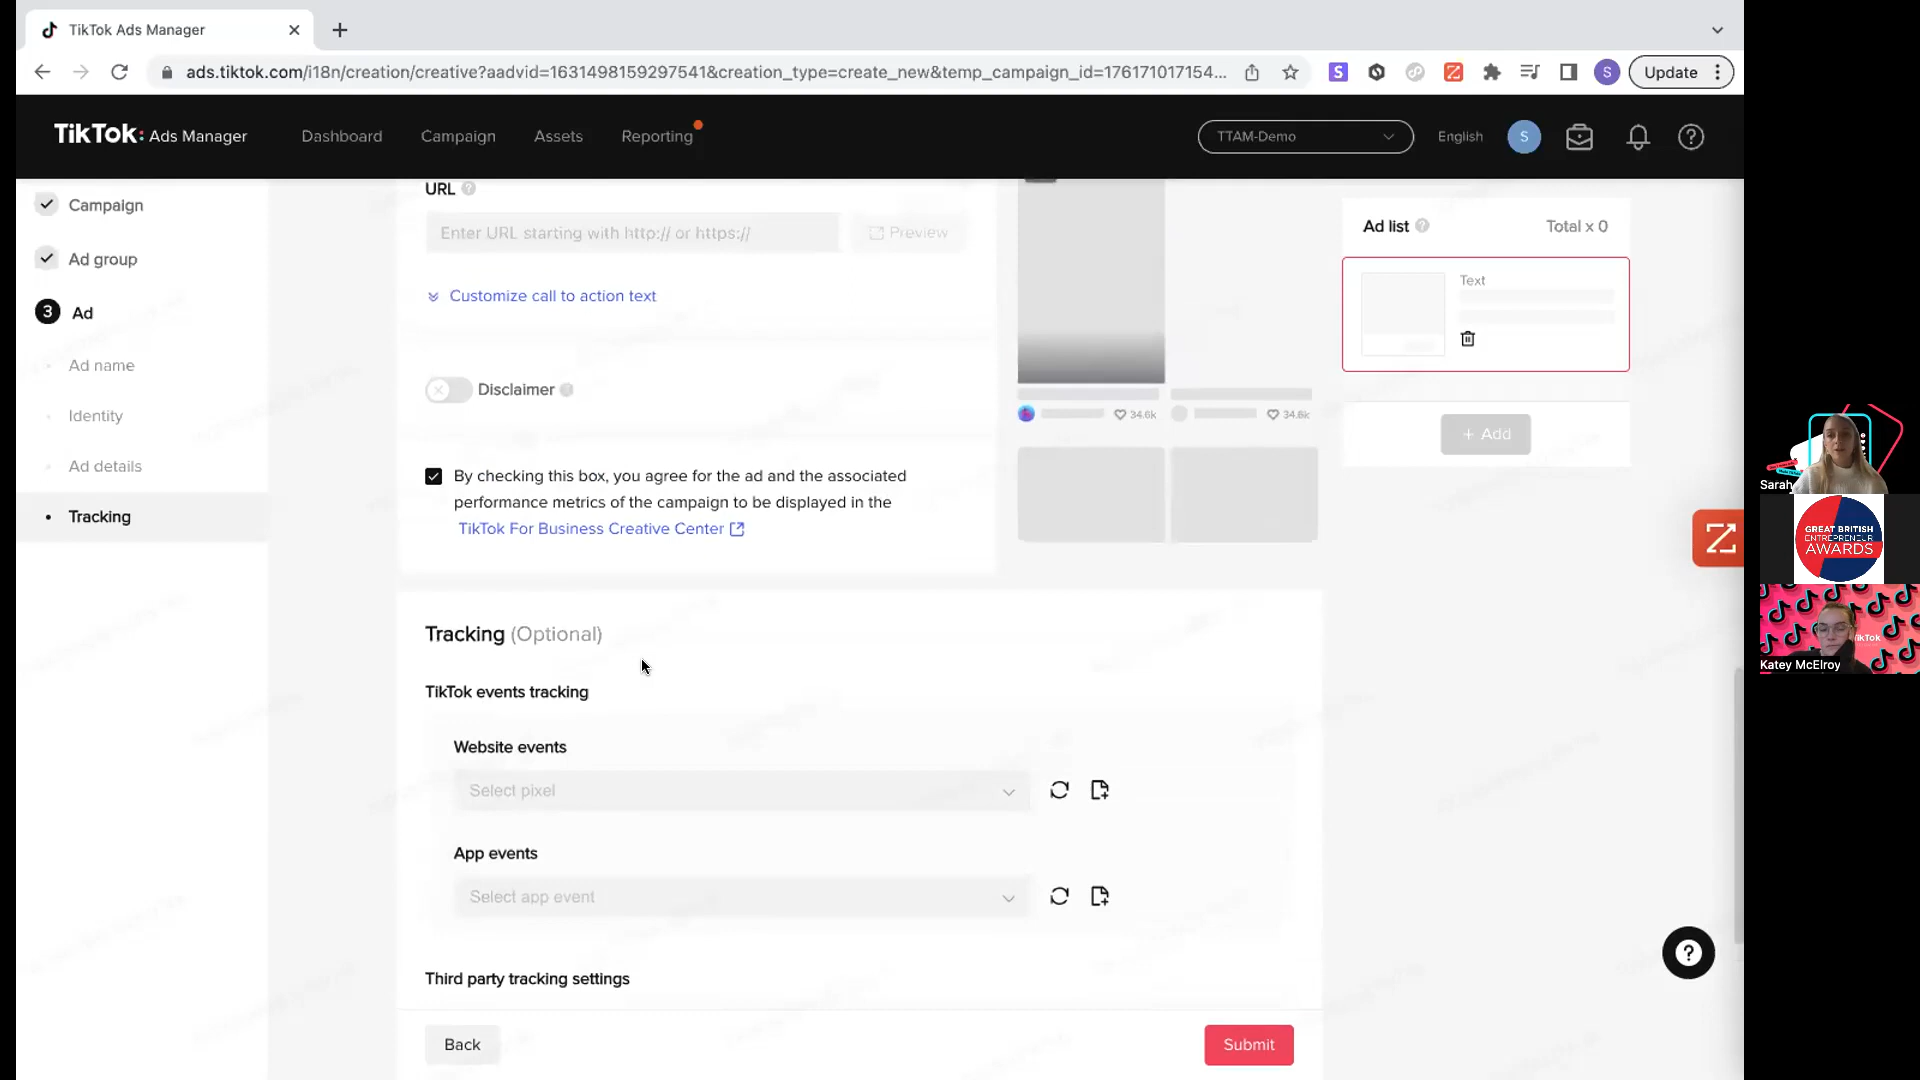 TikTok Ads Manager
ads.tiktok.com/i18n/creation/creative?aadvid=1631498159297541&creation_type=create_new&temp_campaign_id=176171017154...
S
S
Update
TikTok: Ads Manager
Dashboard
Campaign
Assets
Reporting
TTAM-Demo
English
S
Campaign
Ad group
3 Ad
Ad name
Identity
Ad details
Tracking
URL
Enter URL starting with http:// or https://
Preview
Customize call to action text
Disclaimer
By checking this box, you agree for the ad and the associated
performance metrics of the campaign to be displayed in the
TikTok For Business Creative Center
34.6k
34.6k
Ad list
Total x 0
Text
+ Add
Tracking (Optional)
TikTok events tracking
Website events
Select pixel
App events
Select app event
Third party tracking settings
Back
Submit
Sarah
GREAT BRITISH
ENTREPRENEUR
AWARDS
Katey McElroy